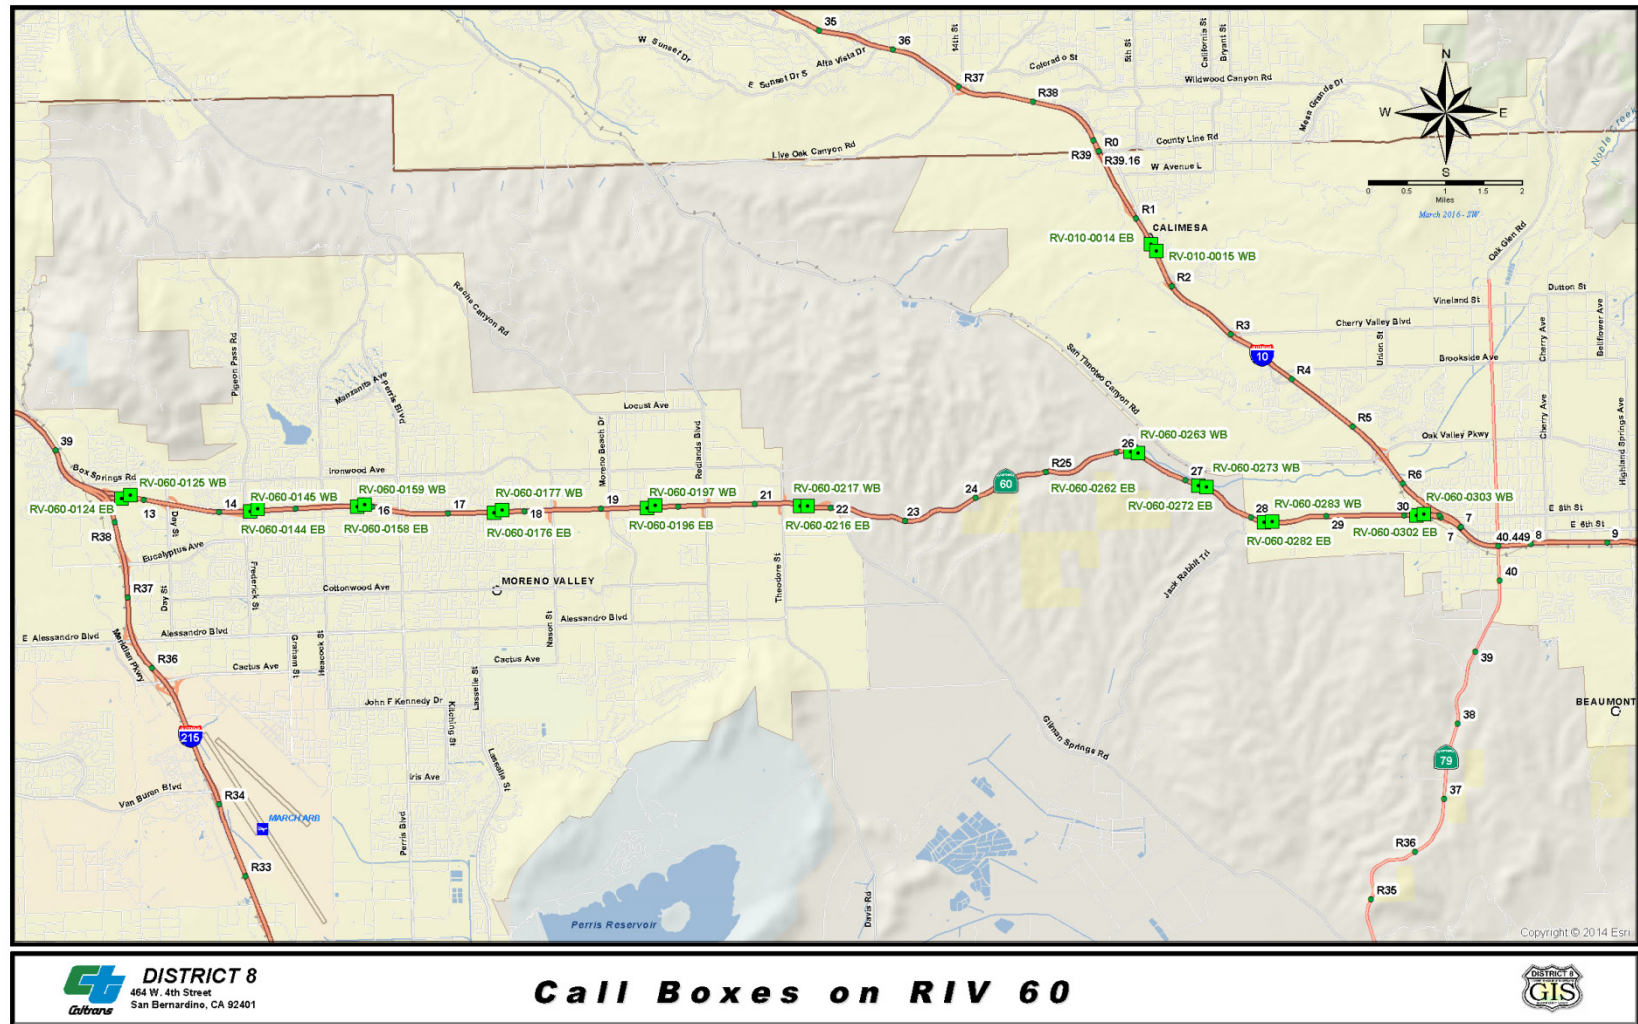 35
36
14th St
W Sunset Dr
Alta Vista Dr
E Sunset Dr S
R37
Colorado St
5th St
California St
Bryant St
Wildwood Canyon Rd
Mesa Grande Dr
R38
N
W
E
S
0 0.5 1 1.5 2
Miles
March 2016 - SW
Noble Creek
Live Oak Canyon Rd
R0
R39
R39.16
County Line Rd
W Avenue L
R1
CALIMESA
RV-010-0014 EB
RV-010-0015 WB
Oak Glen Rd
R2
Reche Canyon Rd
Pigeon Pass Rd
Manzanita Ave
Perris Blvd
San Timoteo Canyon Rd
R3
10
Vineland St
Dutton St
Cherry Valley Blvd
Union St
Cherry Ave
Bellflower Ave
Brookside Ave
R4
R5
Cherry Ave
Highland Springs Ave
Oak Valley Pkwy
Locust Ave
Moreno Beach Dr
Redlands Blvd
39
Box Springs Rd
Ironwood Ave
26
RV-060-0263 WB
R25
RV-060-0262 EB
27
RV-060-0273 WB
RV-060-0272 EB
R6
RV-060-0125 WB
RV-060-0124 EB
13
14
RV-060-0145 WB
RV-060-0144 EB
RV-060-0159 WB
16
RV-060-0158 EB
17
RV-060-0177 WB
18
RV-060-0176 EB
19
RV-060-0197 WB
RV-060-0196 EB
21
RV-060-0217 WB
22
RV-060-0216 EB
23
24
60
28
RV-060-0283 WB
RV-060-0282 EB
29
30
RV-060-0303 WB
RV-060-0302 EB
7
7
40.449
8
9
E 8th St
E 6th St
R38
Day St
Eucalyptus Ave
R37
Day St
Frederick St
Cottonwood Ave
MORENO VALLEY
Theodore St
Jack Rabbit Trl
40
E Alessandro Blvd
Alessandro Blvd
Alessandro Blvd
Nason St
Meridian Pkwy
R36
Cactus Ave
Graham St
Heacock St
Cactus Ave
Lasselle St
39
John F Kennedy Dr
Kitching St
BEAUMONT
38
215
Gilman Springs Rd
79
Lasselle St
Iris Ave
Van Buren Blvd
R34
MARCH ARB
37
Perris Blvd
R36
R33
R35
Davis Rd
Perris Reservoir
Copyright © 2014 Esri
Caltrans
DISTRICT 8
464 W. 4th Street
San Bernardino, CA 92401
Call Boxes on RIV 60
DISTRICT 8
GIS